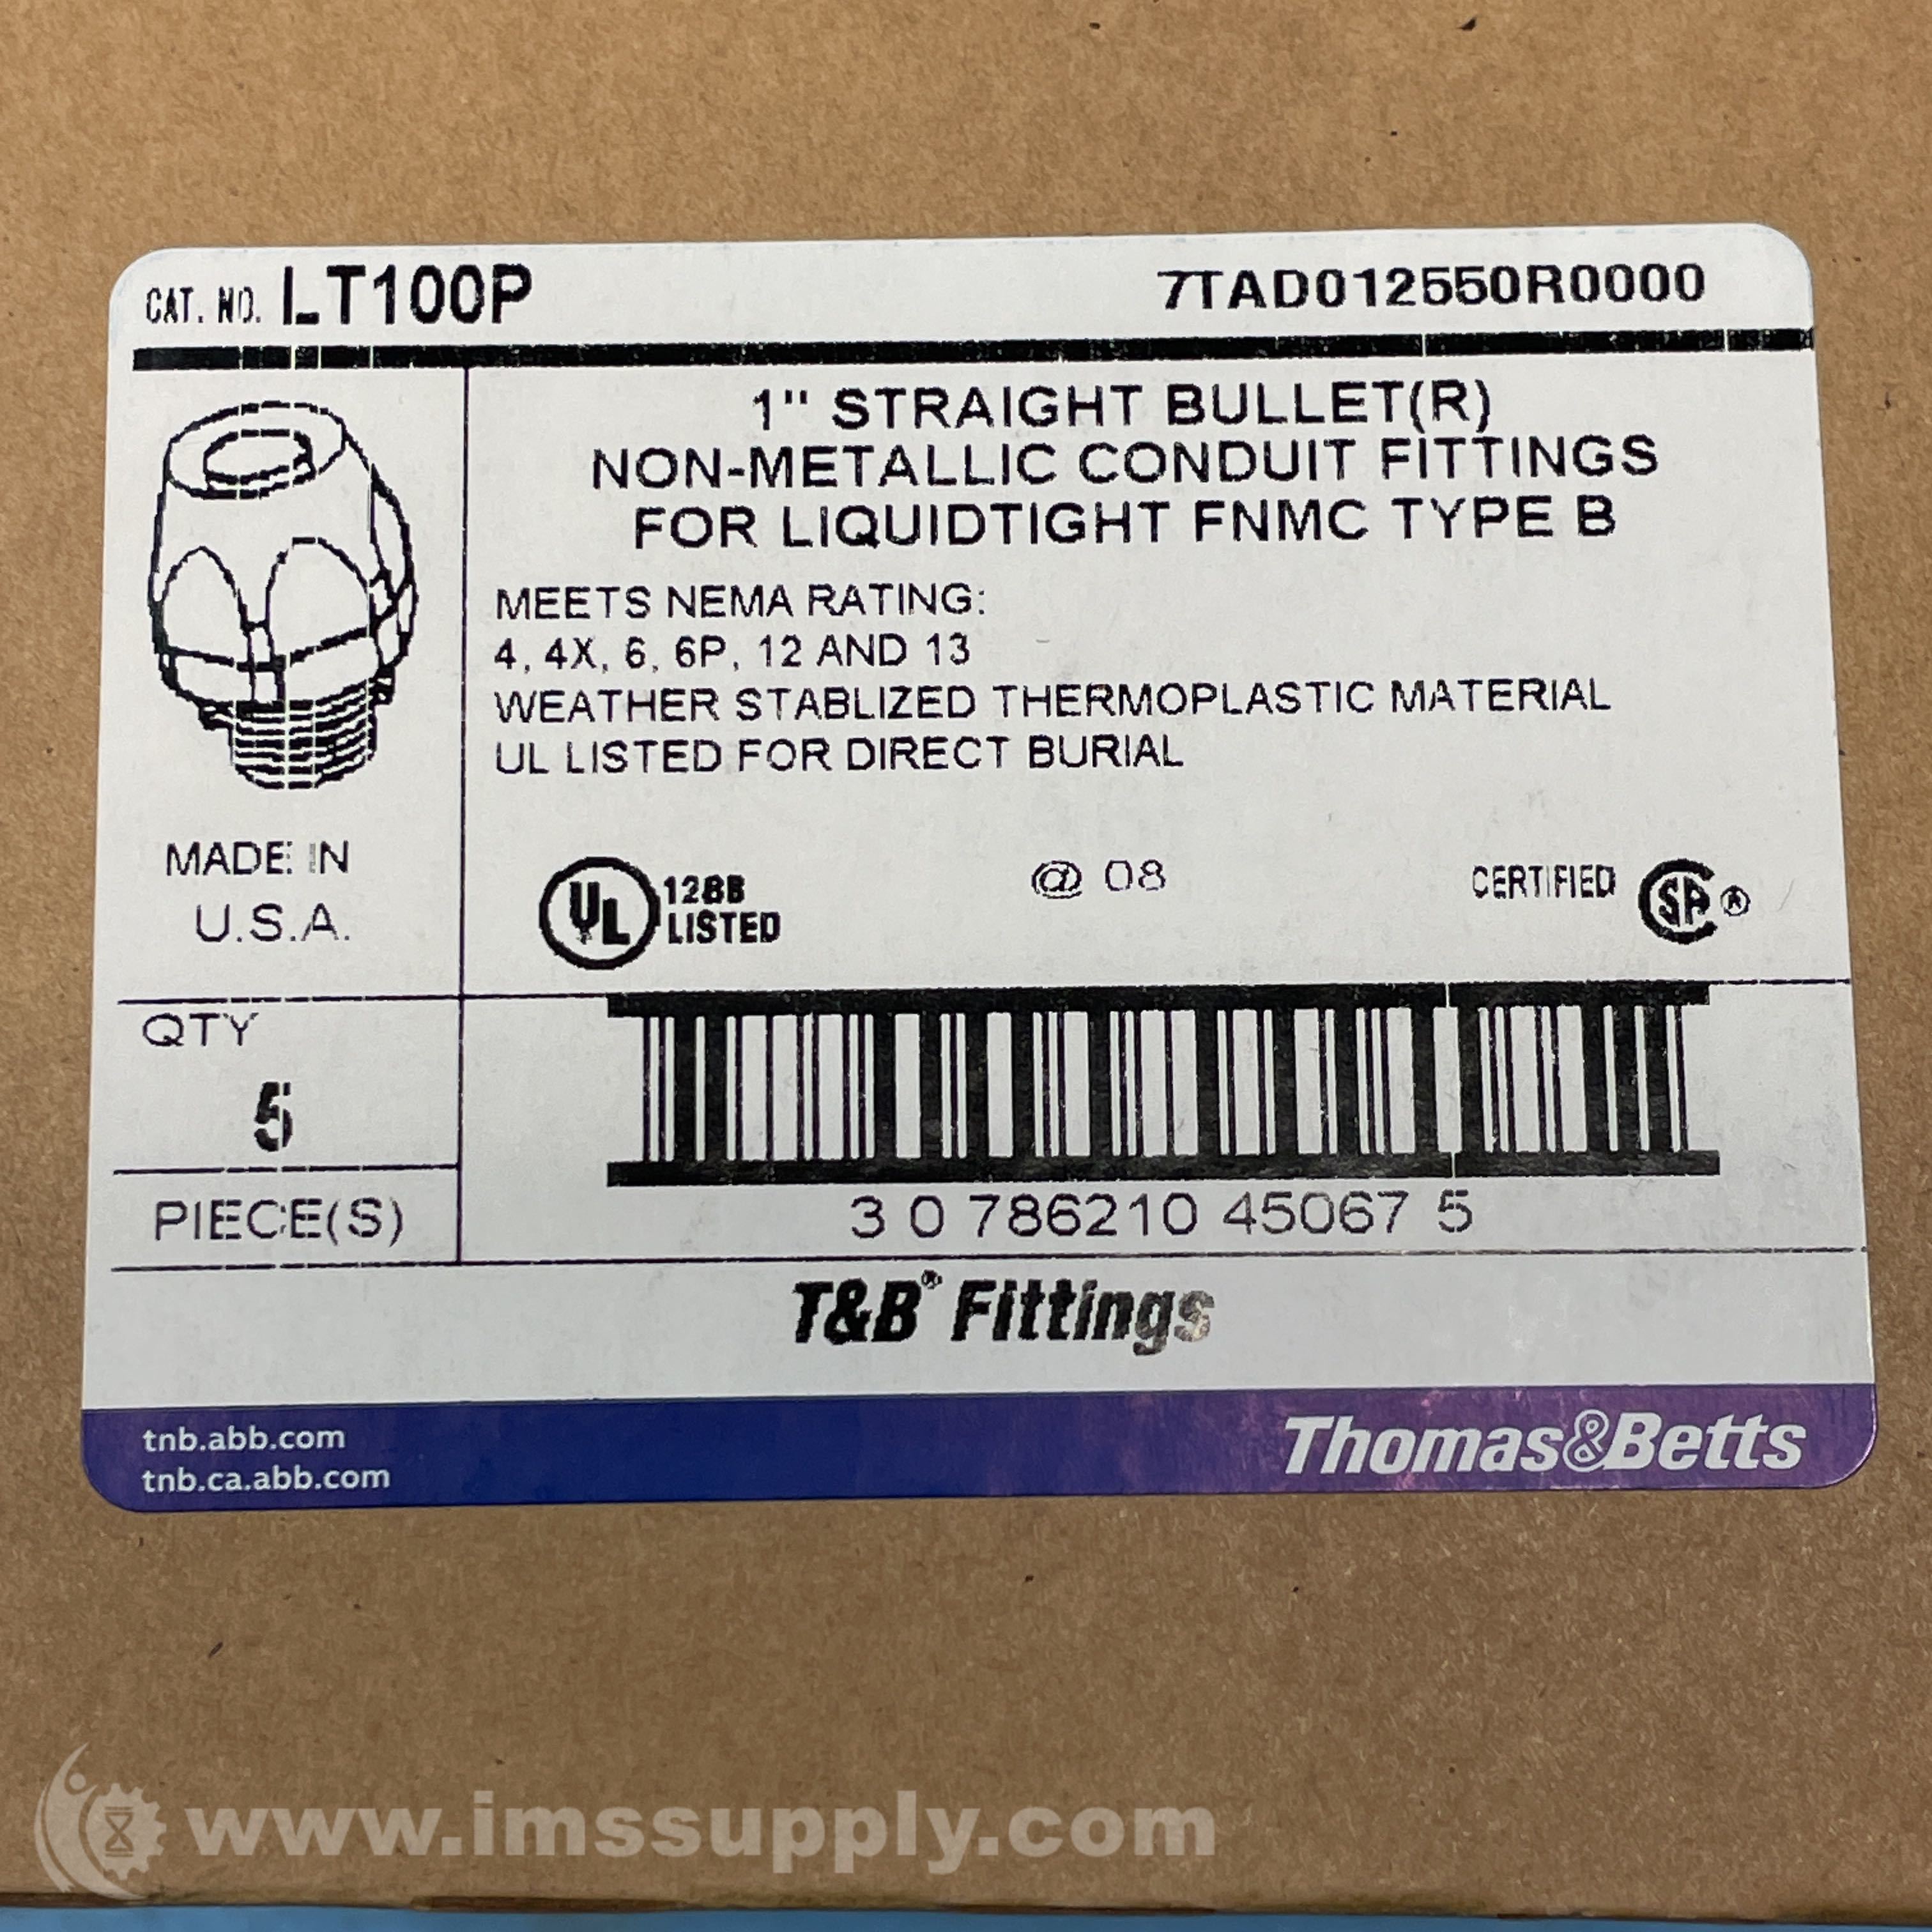 CAT. NO. LT100P 7TAD012550R0000
1" STRAIGHT BULLET(R)
NON-METALLIC CONDUIT FITTINGS
FOR LIQUIDTIGHT FNMC TYPE B
MEETS NEMA RATING:
4, 4X, 6, 6P, 12 AND 13
WEATHER STABLIZED THERMOPLASTIC MATERIAL
UL LISTED FOR DIRECT BURIAL
MADE IN
U.S.A.
UL 128B
LISTED
@ 08
CERTIFIED SA ®
QTY
5
PIECE(S)
3 0 786210 45067 5
T&B® Fittings
tnb.abb.com
tnb.ca.abb.com
Thomas&Betts
www.imssupply.com